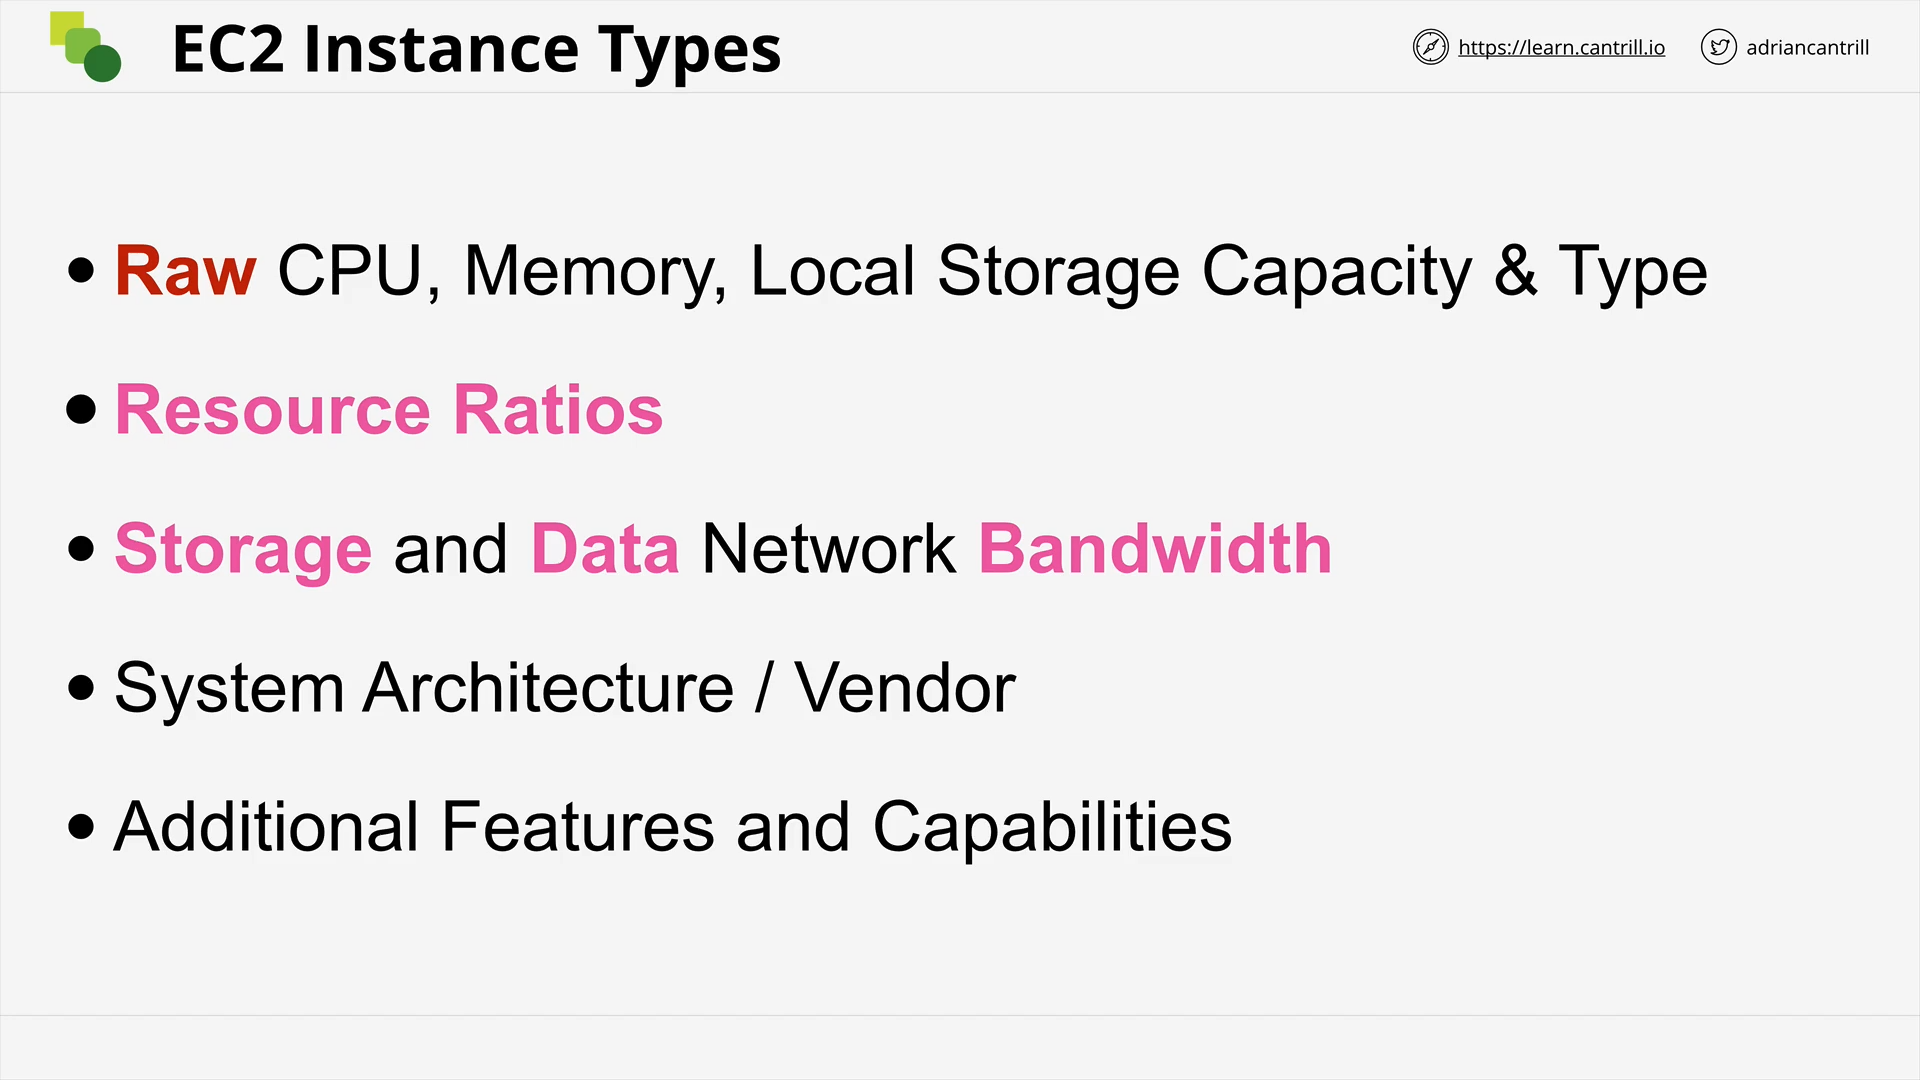 EC2 Instance Types
https://learn.cantrill.io
adriancantrill
• Raw CPU, Memory, Local Storage Capacity & Type
• Resource Ratios
• Storage and Data Network Bandwidth
• System Architecture / Vendor
• Additional Features and Capabilities